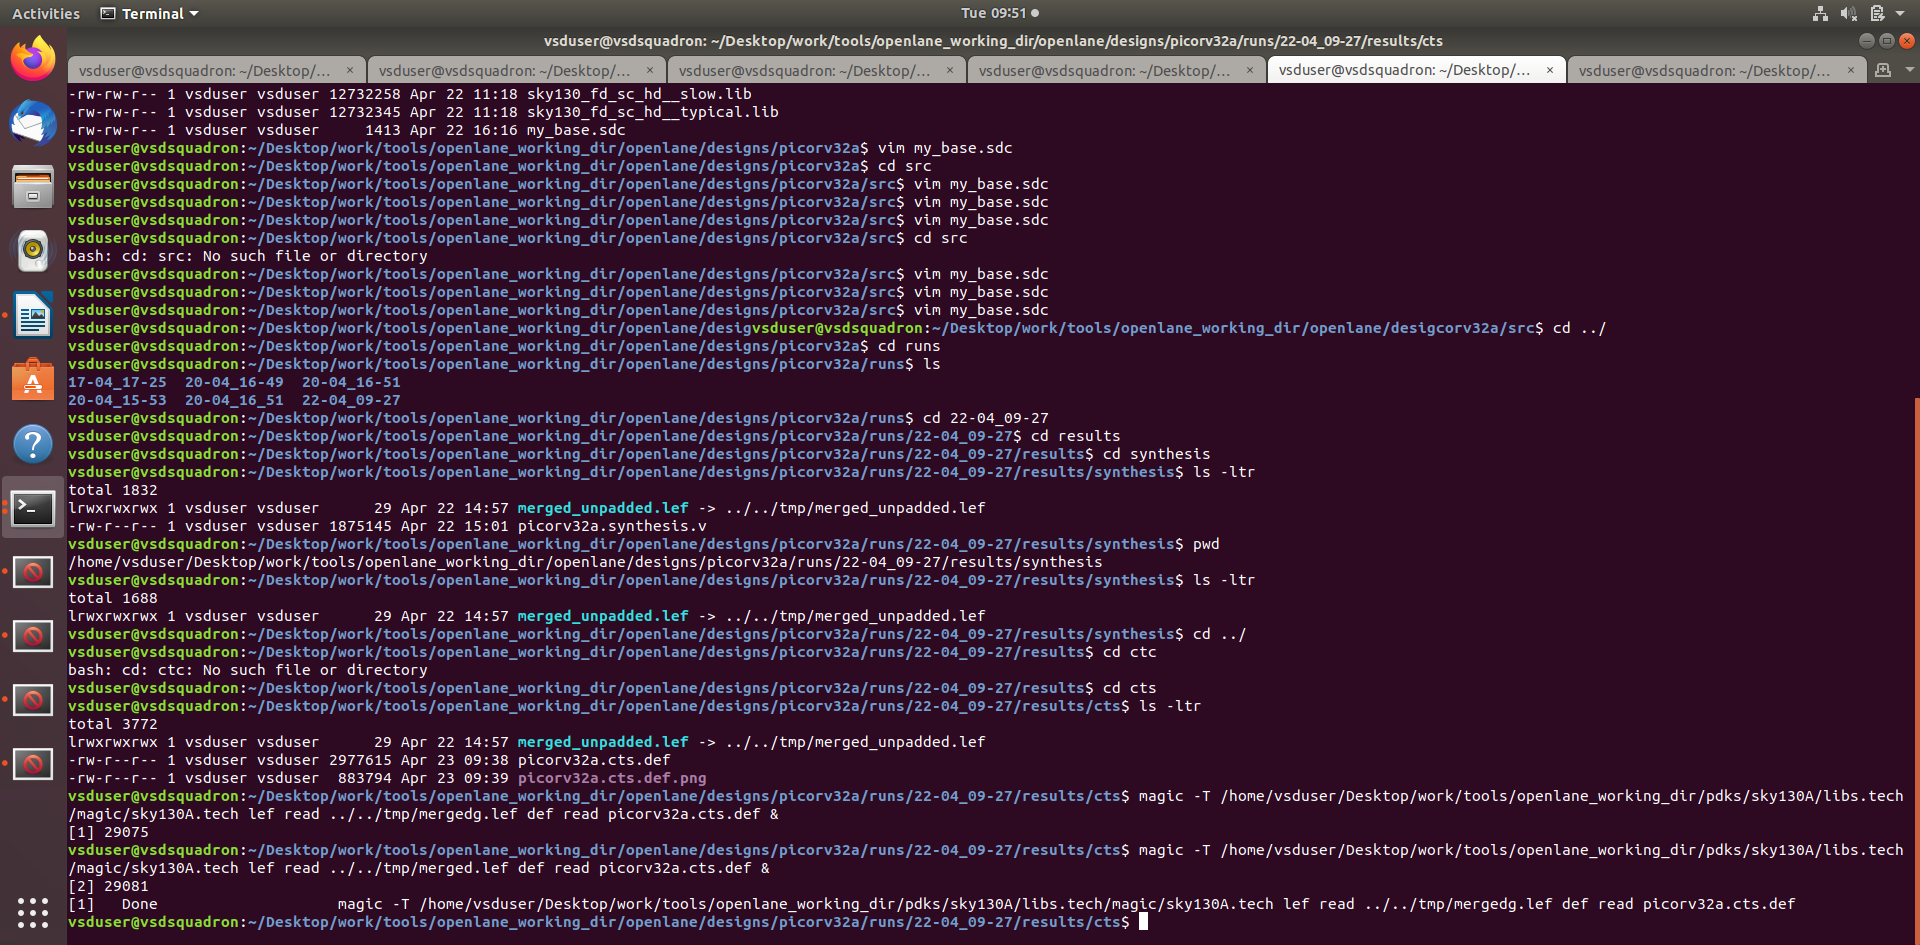 Activities
Terminal
Tue 09:51
vsduser@vsdsquadron: ~/Desktop/work/tools/openlane_working_dir/openlane/designs/picorv32a/runs/22-04_09-27/results/cts
vsduser@vsdsquadron: ~/Desktop/... × vsduser@vsdsquadron: ~/Desktop/... × vsduser@vsdsquadron: ~/Desktop/... × vsduser@vsdsquadron: ~/Desktop/... × vsduser@vsdsquadron: ~/Desktop/... × vsduser@vsdsquadron: ~/Desktop/... ×
-rw-rw-r-- 1 vsduser vsduser 12732258 Apr 22 11:18 sky130_fd_sc_hd__slow.lib
-rw-rw-r-- 1 vsduser vsduser 12732345 Apr 22 11:18 sky130_fd_sc_hd__typical.lib
-rw-rw-r-- 1 vsduser vsduser     1413 Apr 22 16:16 my_base.sdc
vsduser@vsdsquadron:~/Desktop/work/tools/openlane_working_dir/openlane/designs/picorv32a$ vim my_base.sdc
vsduser@vsdsquadron:~/Desktop/work/tools/openlane_working_dir/openlane/designs/picorv32a$ cd src
vsduser@vsdsquadron:~/Desktop/work/tools/openlane_working_dir/openlane/designs/picorv32a/src$ vim my_base.sdc
vsduser@vsdsquadron:~/Desktop/work/tools/openlane_working_dir/openlane/designs/picorv32a/src$ vim my_base.sdc
vsduser@vsdsquadron:~/Desktop/work/tools/openlane_working_dir/openlane/designs/picorv32a/src$ vim my_base.sdc
vsduser@vsdsquadron:~/Desktop/work/tools/openlane_working_dir/openlane/designs/picorv32a/src$ cd src
bash: cd: src: No such file or directory
vsduser@vsdsquadron:~/Desktop/work/tools/openlane_working_dir/openlane/designs/picorv32a/src$ vim my_base.sdc
vsduser@vsdsquadron:~/Desktop/work/tools/openlane_working_dir/openlane/designs/picorv32a/src$ vim my_base.sdc
vsduser@vsdsquadron:~/Desktop/work/tools/openlane_working_dir/openlane/designs/picorv32a/src$ vim my_base.sdc
vsduser@vsdsquadron:~/Desktop/work/tools/openlane_working_dir/openlane/desigvsduser@vsdsquadron:~/Desktop/work/tools/openlane_working_dir/openlane/desigcorv32a/src$ cd ../
vsduser@vsdsquadron:~/Desktop/work/tools/openlane_working_dir/openlane/designs/picorv32a$ cd runs
vsduser@vsdsquadron:~/Desktop/work/tools/openlane_working_dir/openlane/designs/picorv32a/runs$ ls
17-04_17-25  20-04_16-49  20-04_16-51
20-04_15-53  20-04_16_51  22-04_09-27
vsduser@vsdsquadron:~/Desktop/work/tools/openlane_working_dir/openlane/designs/picorv32a/runs$ cd 22-04_09-27
vsduser@vsdsquadron:~/Desktop/work/tools/openlane_working_dir/openlane/designs/picorv32a/runs/22-04_09-27$ cd results
vsduser@vsdsquadron:~/Desktop/work/tools/openlane_working_dir/openlane/designs/picorv32a/runs/22-04_09-27/results$ cd synthesis
vsduser@vsdsquadron:~/Desktop/work/tools/openlane_working_dir/openlane/designs/picorv32a/runs/22-04_09-27/results/synthesis$ ls -ltr
total 1832
lrwxrwxrwx 1 vsduser vsduser      29 Apr 22 14:57 merged_unpadded.lef -> ../../tmp/merged_unpadded.lef
-rw-r--r-- 1 vsduser vsduser 1875145 Apr 22 15:01 picorv32a.synthesis.v
vsduser@vsdsquadron:~/Desktop/work/tools/openlane_working_dir/openlane/designs/picorv32a/runs/22-04_09-27/results/synthesis$ pwd
/home/vsduser/Desktop/work/tools/openlane_working_dir/openlane/designs/picorv32a/runs/22-04_09-27/results/synthesis
vsduser@vsdsquadron:~/Desktop/work/tools/openlane_working_dir/openlane/designs/picorv32a/runs/22-04_09-27/results/synthesis$ ls -ltr
total 1688
lrwxrwxrwx 1 vsduser vsduser      29 Apr 22 14:57 merged_unpadded.lef -> ../../tmp/merged_unpadded.lef
vsduser@vsdsquadron:~/Desktop/work/tools/openlane_working_dir/openlane/designs/picorv32a/runs/22-04_09-27/results/synthesis$ cd ../
vsduser@vsdsquadron:~/Desktop/work/tools/openlane_working_dir/openlane/designs/picorv32a/runs/22-04_09-27/results$ cd ctc
bash: cd: ctc: No such file or directory
vsduser@vsdsquadron:~/Desktop/work/tools/openlane_working_dir/openlane/designs/picorv32a/runs/22-04_09-27/results$ cd cts
vsduser@vsdsquadron:~/Desktop/work/tools/openlane_working_dir/openlane/designs/picorv32a/runs/22-04_09-27/results/cts$ ls -ltr
total 3772
lrwxrwxrwx 1 vsduser vsduser      29 Apr 22 14:57 merged_unpadded.lef -> ../../tmp/merged_unpadded.lef
-rw-r--r-- 1 vsduser vsduser 2977615 Apr 23 09:38 picorv32a.cts.def
-rw-r--r-- 1 vsduser vsduser  883794 Apr 23 09:39 picorv32a.cts.def.png
vsduser@vsdsquadron:~/Desktop/work/tools/openlane_working_dir/openlane/designs/picorv32a/runs/22-04_09-27/results/cts$ magic -T /home/vsduser/Desktop/work/tools/openlane_working_dir/pdks/sky130A/libs.tech
/magic/sky130A.tech lef read ../../tmp/mergedg.lef def read picorv32a.cts.def &
[1] 29075
vsduser@vsdsquadron:~/Desktop/work/tools/openlane_working_dir/openlane/designs/picorv32a/runs/22-04_09-27/results/cts$ magic -T /home/vsduser/Desktop/work/tools/openlane_working_dir/pdks/sky130A/libs.tech
/magic/sky130A.tech lef read ../../tmp/merged.lef def read picorv32a.cts.def &
[2] 29081
[1]   Done                    magic -T /home/vsduser/Desktop/work/tools/openlane_working_dir/pdks/sky130A/libs.tech/magic/sky130A.tech lef read ../../tmp/mergedg.lef def read picorv32a.cts.def
vsduser@vsdsquadron:~/Desktop/work/tools/openlane_working_dir/openlane/designs/picorv32a/runs/22-04_09-27/results/cts$